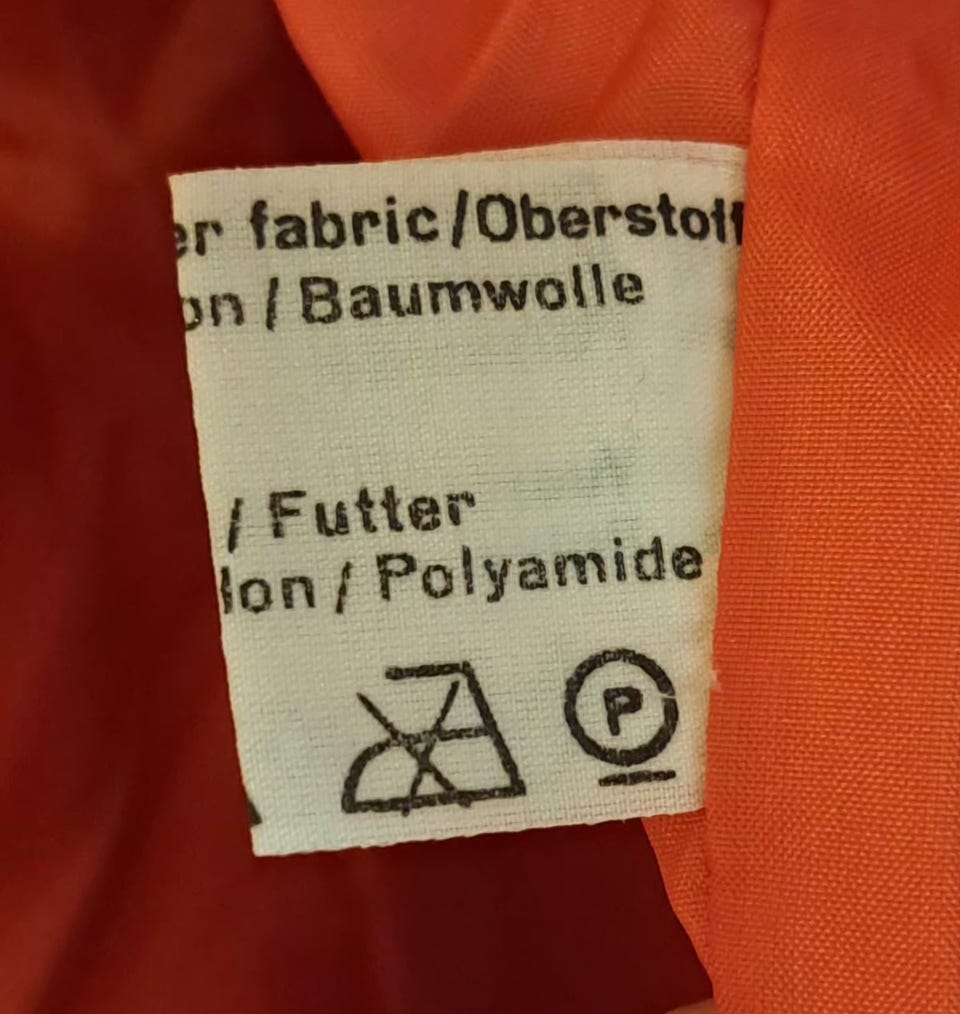 er fabric/Oberstoff
on / Baumwolle
/ Futter
lon / Polyamide
P